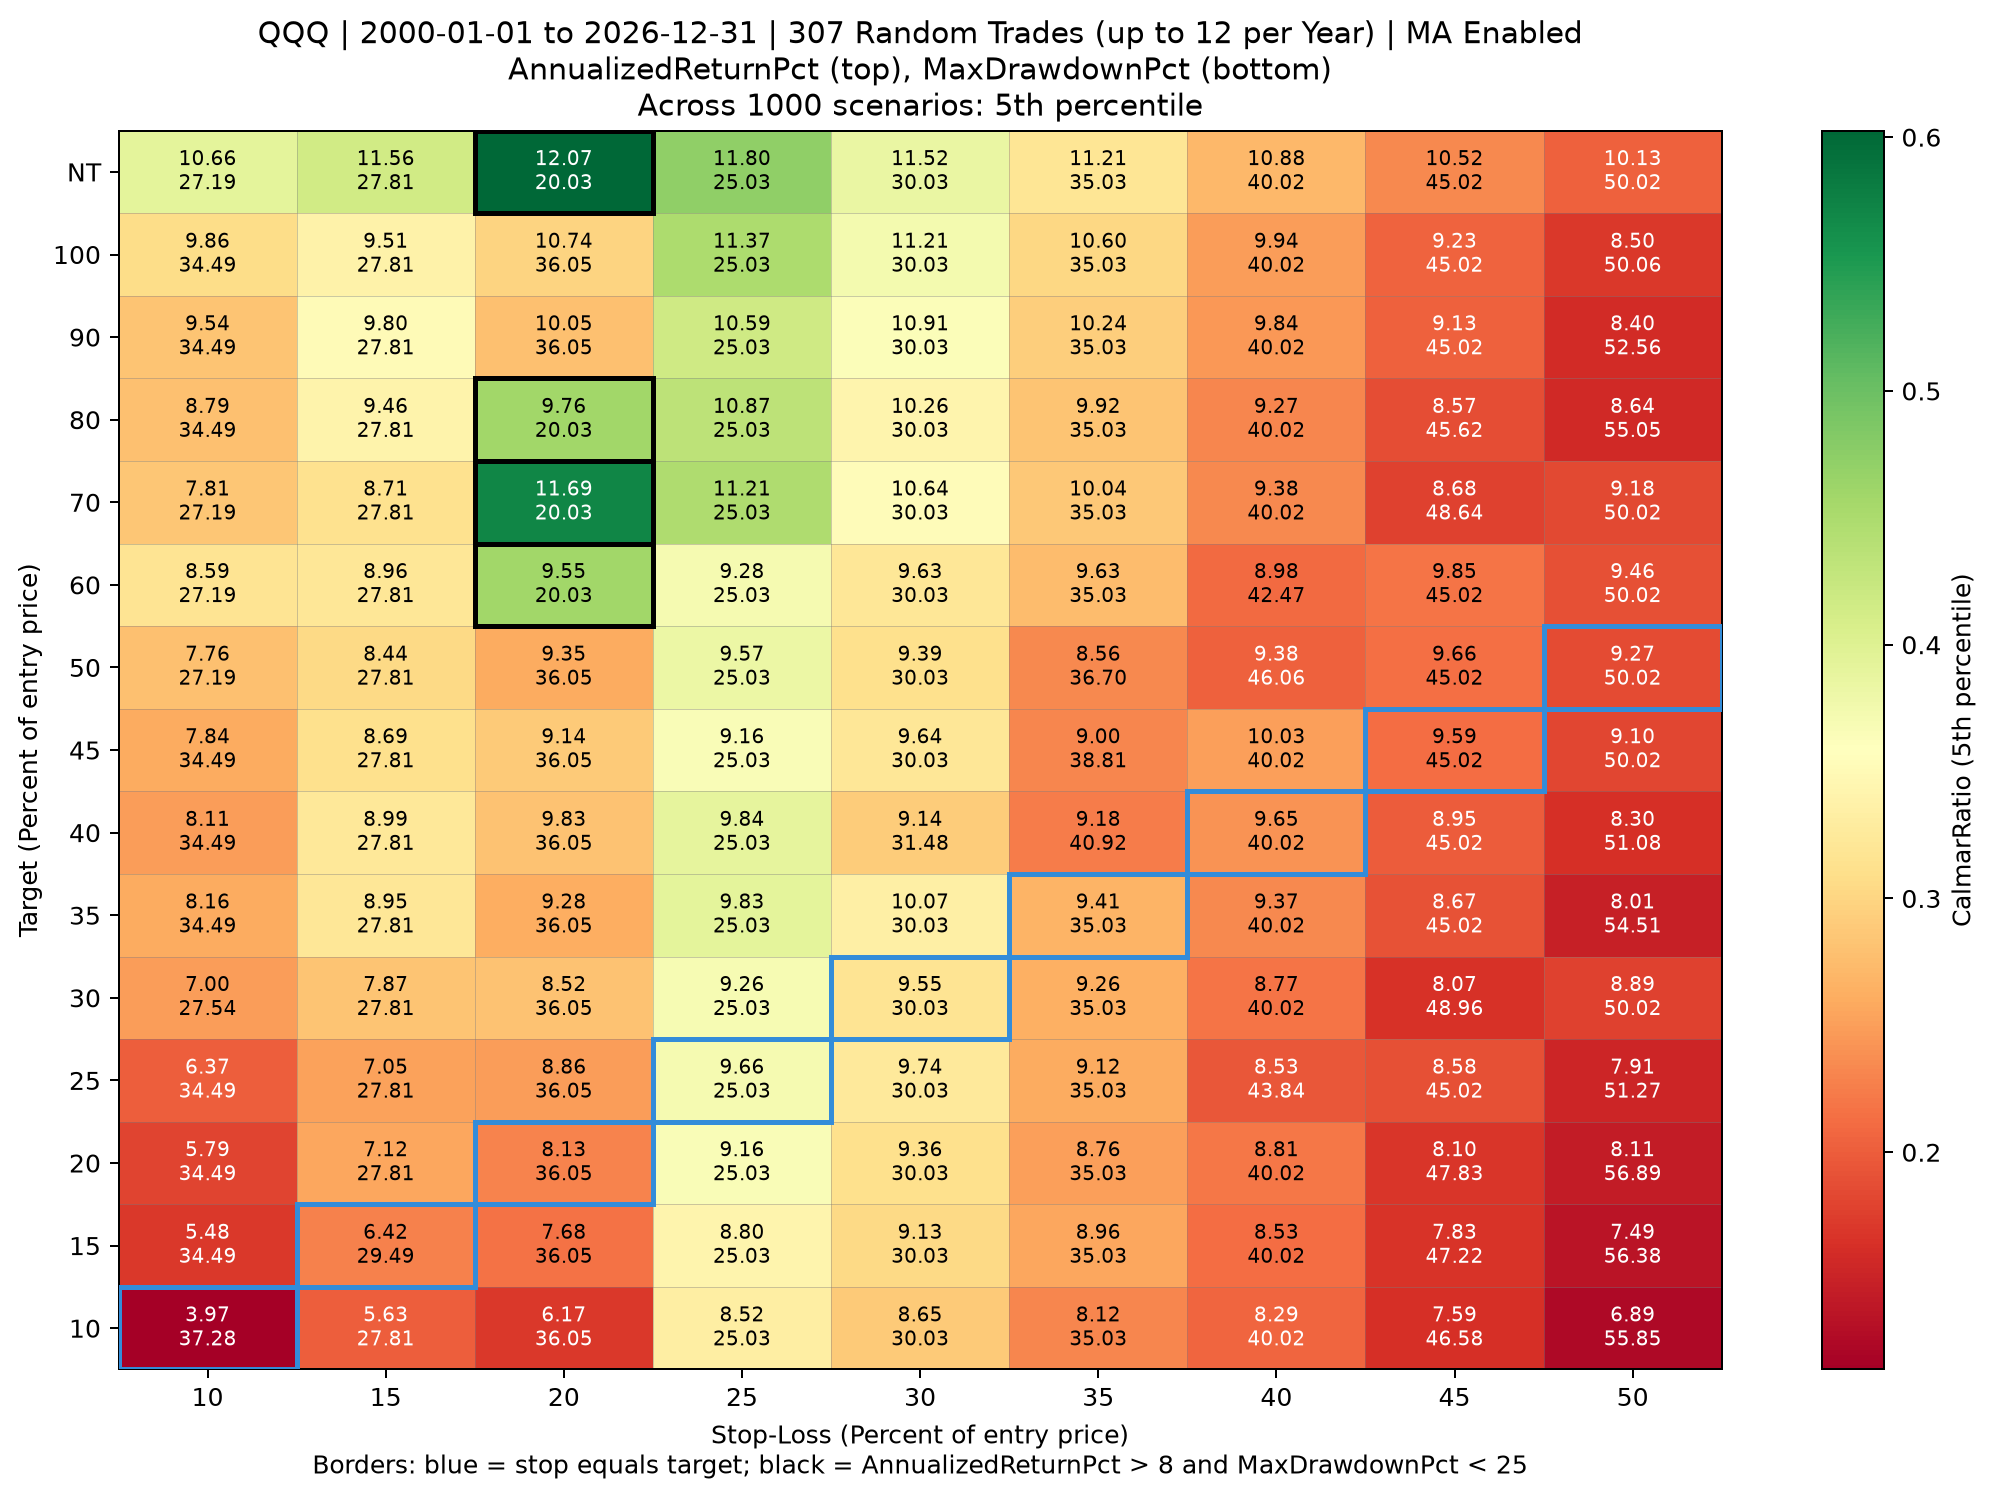 QQQ | 2000-01-01 to 2026-12-31 | 307 Random Trades (up to 12 per Year) | MA Enabled
AnnualizedReturnPct (top), MaxDrawdownPct (bottom)
Across 1000 scenarios: 5th percentile
NT 10.66 11.56 12.07 11.80 11.52 11.21 10.88 10.52 10.13
27.19 27.81 20.03 25.03 30.03 35.03 40.02 45.02 50.02
100 9.86 9.51 10.74 11.37 11.21 10.60 9.94 9.23 8.50
34.49 27.81 36.05 25.03 30.03 35.03 40.02 45.02 50.06
90 9.54 9.80 10.05 10.59 10.91 10.24 9.84 9.13 8.40
34.49 27.81 36.05 25.03 30.03 35.03 40.02 45.02 52.56
80 8.79 9.46 9.76 10.87 10.26 9.92 9.27 8.57 8.64
34.49 27.81 20.03 25.03 30.03 35.03 40.02 45.62 55.05
70 7.81 8.71 11.69 11.21 10.64 10.04 9.38 8.68 9.18
27.19 27.81 20.03 25.03 30.03 35.03 40.02 48.64 50.02
60 8.59 8.96 9.55 9.28 9.63 9.63 8.98 9.85 9.46
27.19 27.81 20.03 25.03 30.03 35.03 42.47 45.02 50.02
50 7.76 8.44 9.35 9.57 9.39 8.56 9.38 9.66 9.27
27.19 27.81 36.05 25.03 30.03 36.70 46.06 45.02 50.02
45 7.84 8.69 9.14 9.16 9.64 9.00 10.03 9.59 9.10
34.49 27.81 36.05 25.03 30.03 38.81 40.02 45.02 50.02
40 8.11 8.99 9.83 9.84 9.14 9.18 9.65 8.95 8.30
34.49 27.81 36.05 25.03 31.48 40.92 40.02 45.02 51.08
35 8.16 8.95 9.28 9.83 10.07 9.41 9.37 8.67 8.01
34.49 27.81 36.05 25.03 30.03 35.03 40.02 45.02 54.51
30 7.00 7.87 8.52 9.26 9.55 9.26 8.77 8.07 8.89
27.54 27.81 36.05 25.03 30.03 35.03 40.02 48.96 50.02
25 6.37 7.05 8.86 9.66 9.74 9.12 8.53 8.58 7.91
34.49 27.81 36.05 25.03 30.03 35.03 43.84 45.02 51.27
20 5.79 7.12 8.13 9.16 9.36 8.76 8.81 8.10 8.11
34.49 27.81 36.05 25.03 30.03 35.03 40.02 47.83 56.89
15 5.48 6.42 7.68 8.80 9.13 8.96 8.53 7.83 7.49
34.49 29.49 36.05 25.03 30.03 35.03 40.02 47.22 56.38
10 3.97 5.63 6.17 8.52 8.65 8.12 8.29 7.59 6.89
37.28 27.81 36.05 25.03 30.03 35.03 40.02 46.58 55.85
10 15 20 25 30 35 40 45 50
Stop-Loss (Percent of entry price)
Borders: blue = stop equals target; black = AnnualizedReturnPct > 8 and MaxDrawdownPct < 25
Target (Percent of entry price)
0.6
0.5
0.4
0.3
0.2
CalmarRatio (5th percentile)